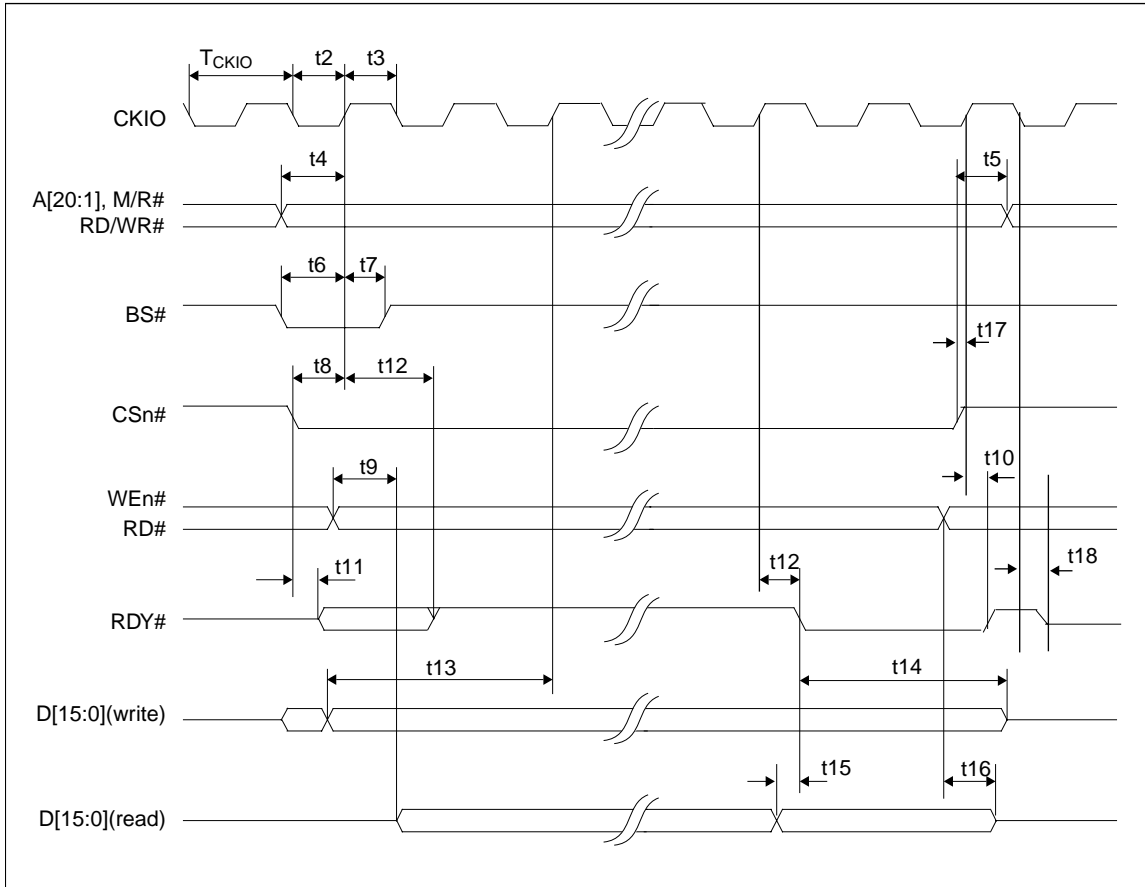 TCKIO t2 t3
CKIO
t4 t5
A[20:1], M/R#
RD/WR#
t6 t7
BS#
t17
t8 t12
CSn#
t9 t10
WEn#
RD#
t11 t12 t18
RDY#
t13 t14
D[15:0](write)
t15 t16
D[15:0](read)